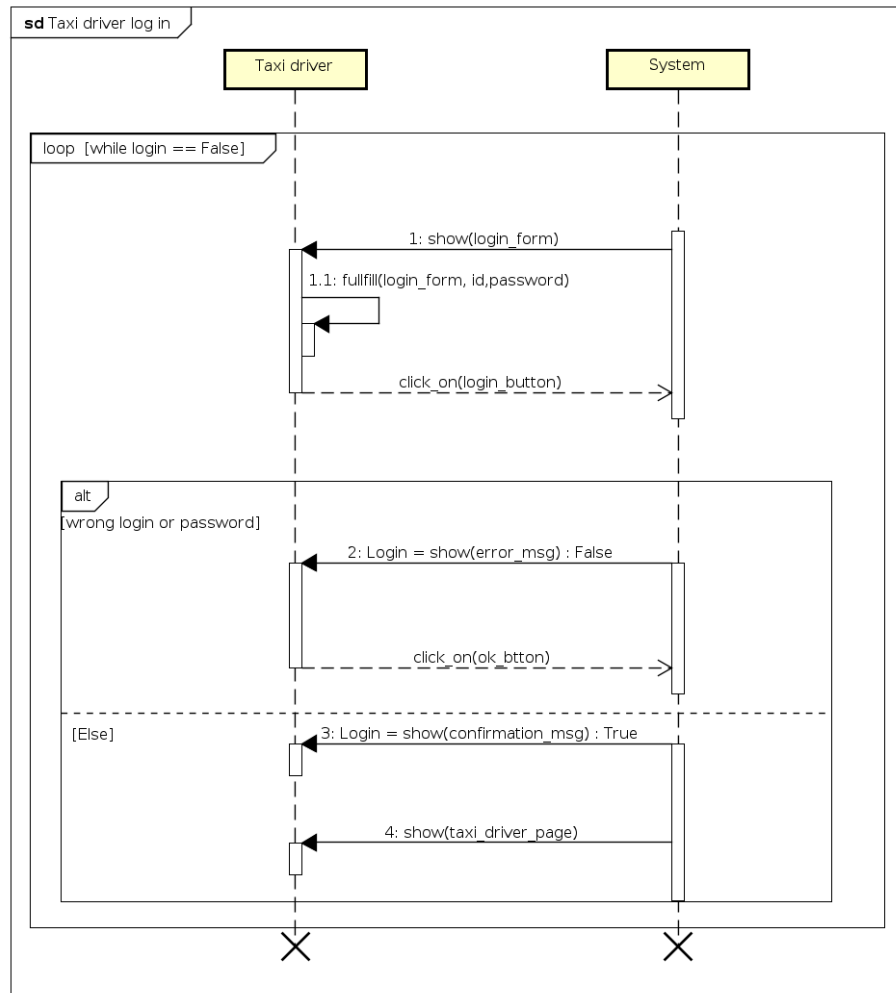 sd Taxi driver log in
Taxi driver
System
loop [while login == False]
1: show(login_form)
1.1: fullfill(login_form, id,password)
click_on(login_button)
alt
[wrong login or password]
2: Login = show(error_msg) : False
click_on(ok_btton)
[Else]
3: Login = show(confirmation_msg) : True
4: show(taxi_driver_page)